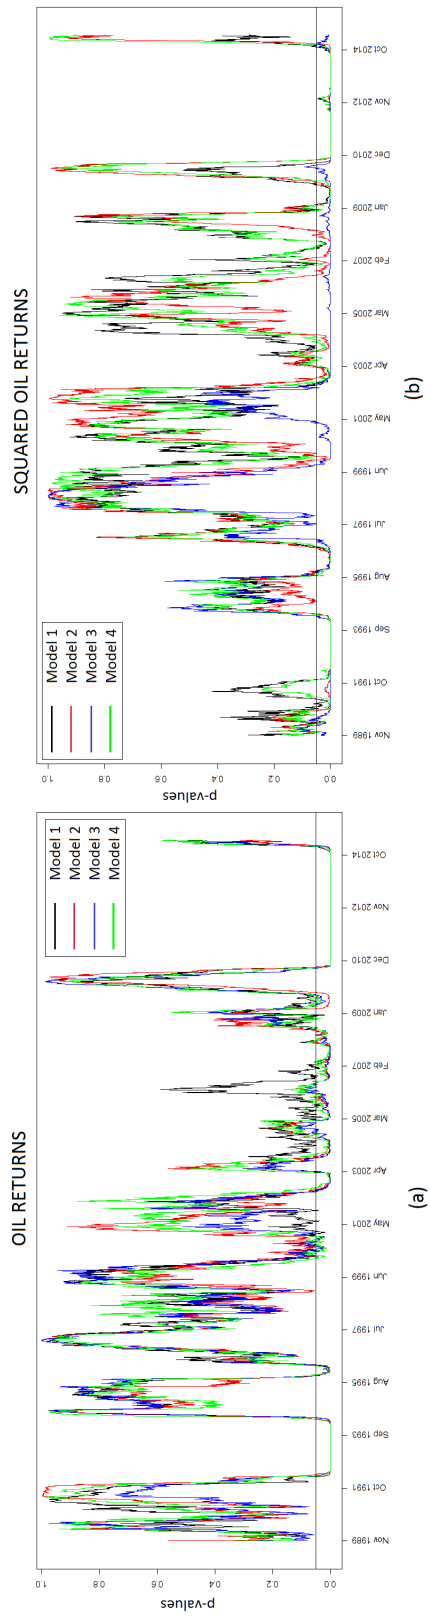 OIL RETURNS
Model 1
Model 2
Model 3
Model 4
p-values
1.0
0.8
0.6
0.4
0.2
0.0
Nov 1989 Oct 1991 Sep 1993 Aug 1995 Jul 1997 Jun 1999 May 2001 Apr 2003 Mar 2005 Feb 2007 Jan 2009 Dec 2010 Nov 2012 Oct 2014
(a)
SQUARED OIL RETURNS
Model 1
Model 2
Model 3
Model 4
p-values
1.0
0.8
0.6
0.4
0.2
0.0
Nov 1989 Oct 1991 Sep 1993 Aug 1995 Jul 1997 Jun 1999 May 2001 Apr 2003 Mar 2005 Feb 2007 Jan 2009 Dec 2010 Nov 2012 Oct 2014
(b)